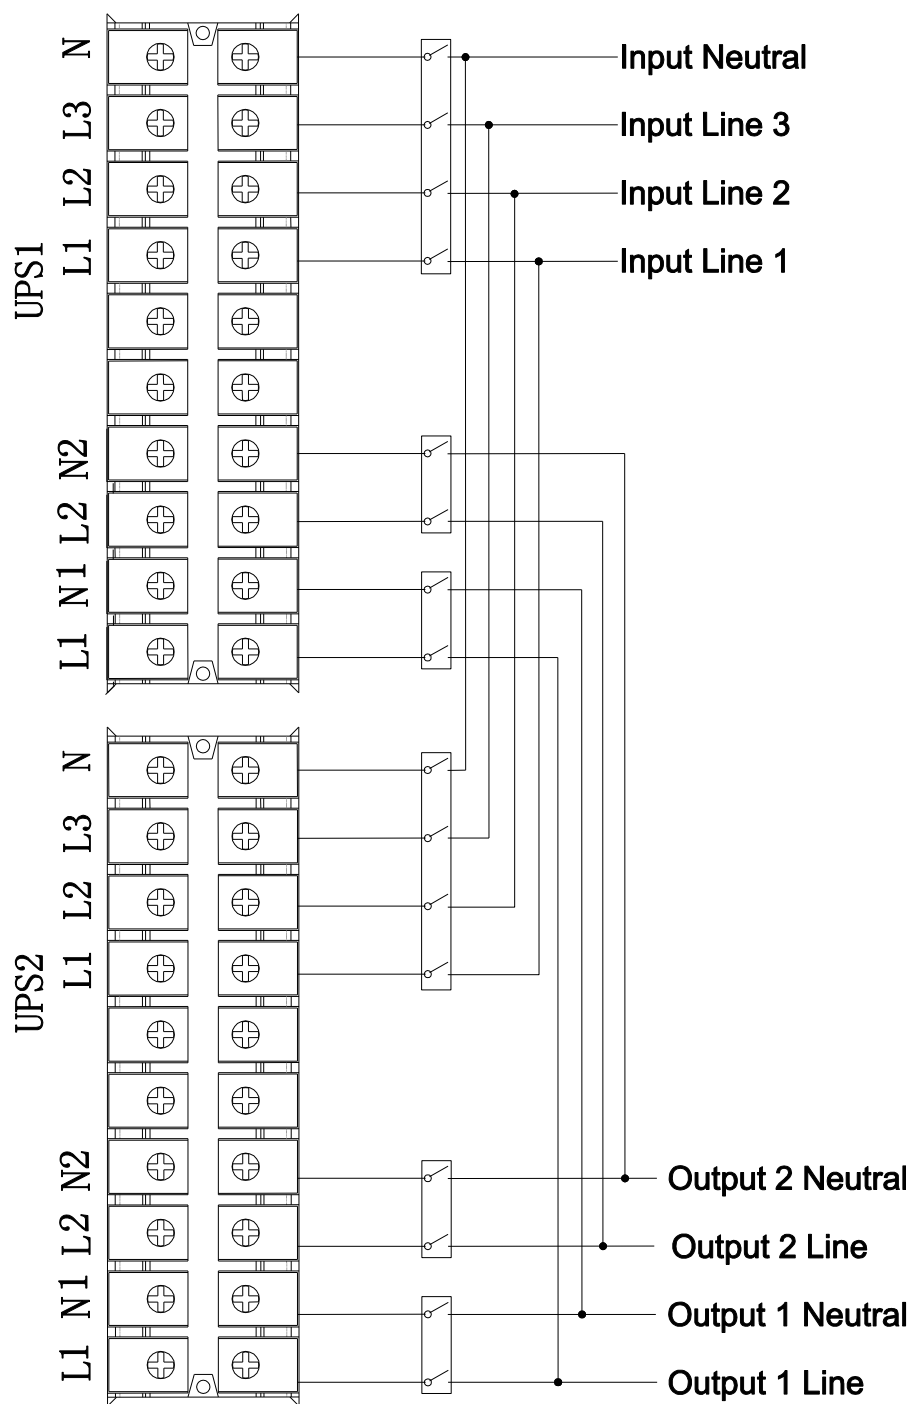 N
Input Neutral
L3
Input Line 3
L2
Input Line 2
L1
Input Line 1
UPS1
N2
L2
N1
L1
N
L3
L2
L1
UPS2
N2
Output 2 Neutral
L2
Output 2 Line
N1
Output 1 Neutral
L1
Output 1 Line